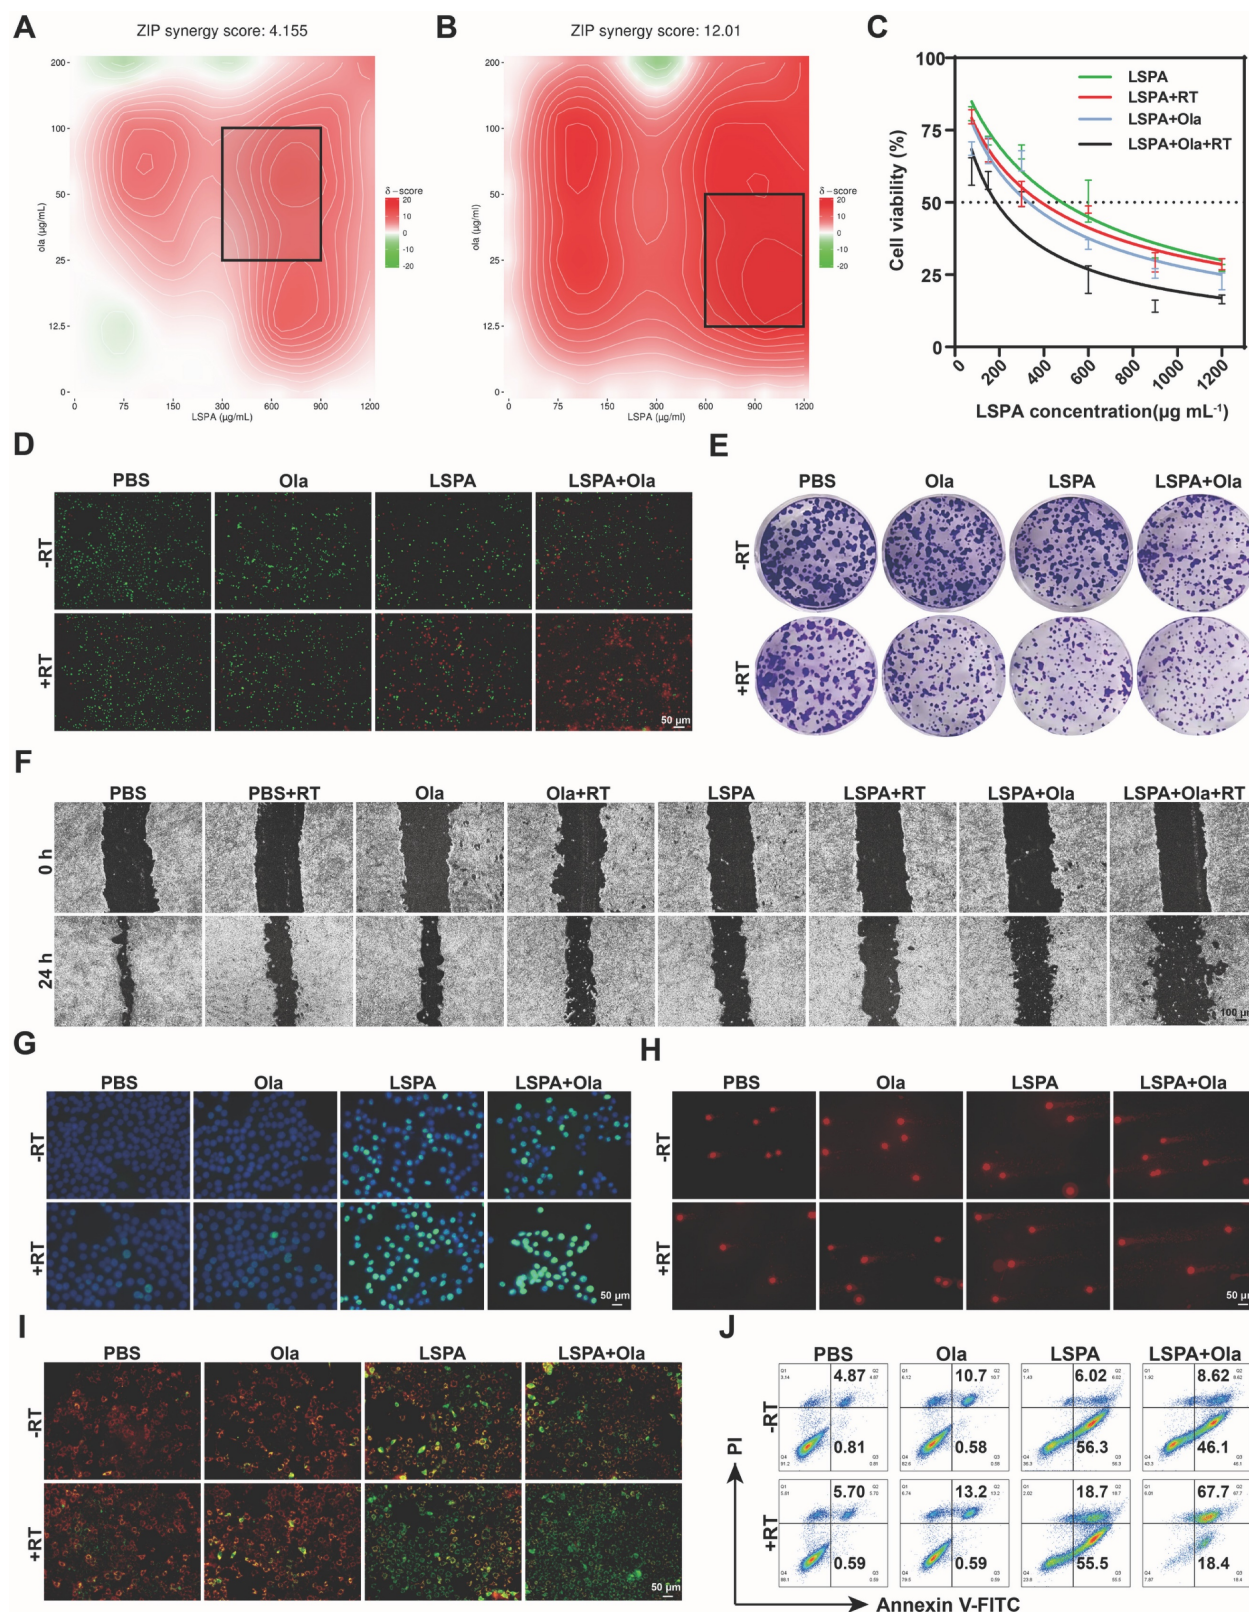 A
ZIP synergy score: 4.155
200
100
50
25
12.5
0
ola (µg/mL)
0 75 150 300 600 900 1200
LSPA (µg/mL)
δ-score
20
10
0
-10
-20
B
ZIP synergy score: 12.01
200
100
50
25
12.5
0
ola (µg/ml)
0 75 150 300 600 900 1200
LSPA (µg/ml)
δ-score
20
10
0
-10
-20
C
100
75
50
25
0
Cell viability (%)
LSPA
LSPA+RT
LSPA+Ola
LSPA+Ola+RT
0 200 400 600 800 1000 1200
LSPA concentration(µg mL⁻¹)
D
PBS Ola LSPA LSPA+Ola
-RT
+RT
50 µm
E
PBS Ola LSPA LSPA+Ola
-RT
+RT
F
PBS PBS+RT Ola Ola+RT LSPA LSPA+RT LSPA+Ola LSPA+Ola+RT
0 h
24 h
100 µm
G
PBS Ola LSPA LSPA+Ola
-RT
+RT
50 µm
H
PBS Ola LSPA LSPA+Ola
-RT
+RT
50 µm
I
PBS Ola LSPA LSPA+Ola
-RT
+RT
50 µm
J
PBS Ola LSPA LSPA+Ola
-RT
4.87 10.7 6.02 8.62
0.81 0.58 56.3 46.1
+RT
5.70 13.2 18.7 67.7
0.59 0.59 55.5 18.4
PI
Annexin V-FITC